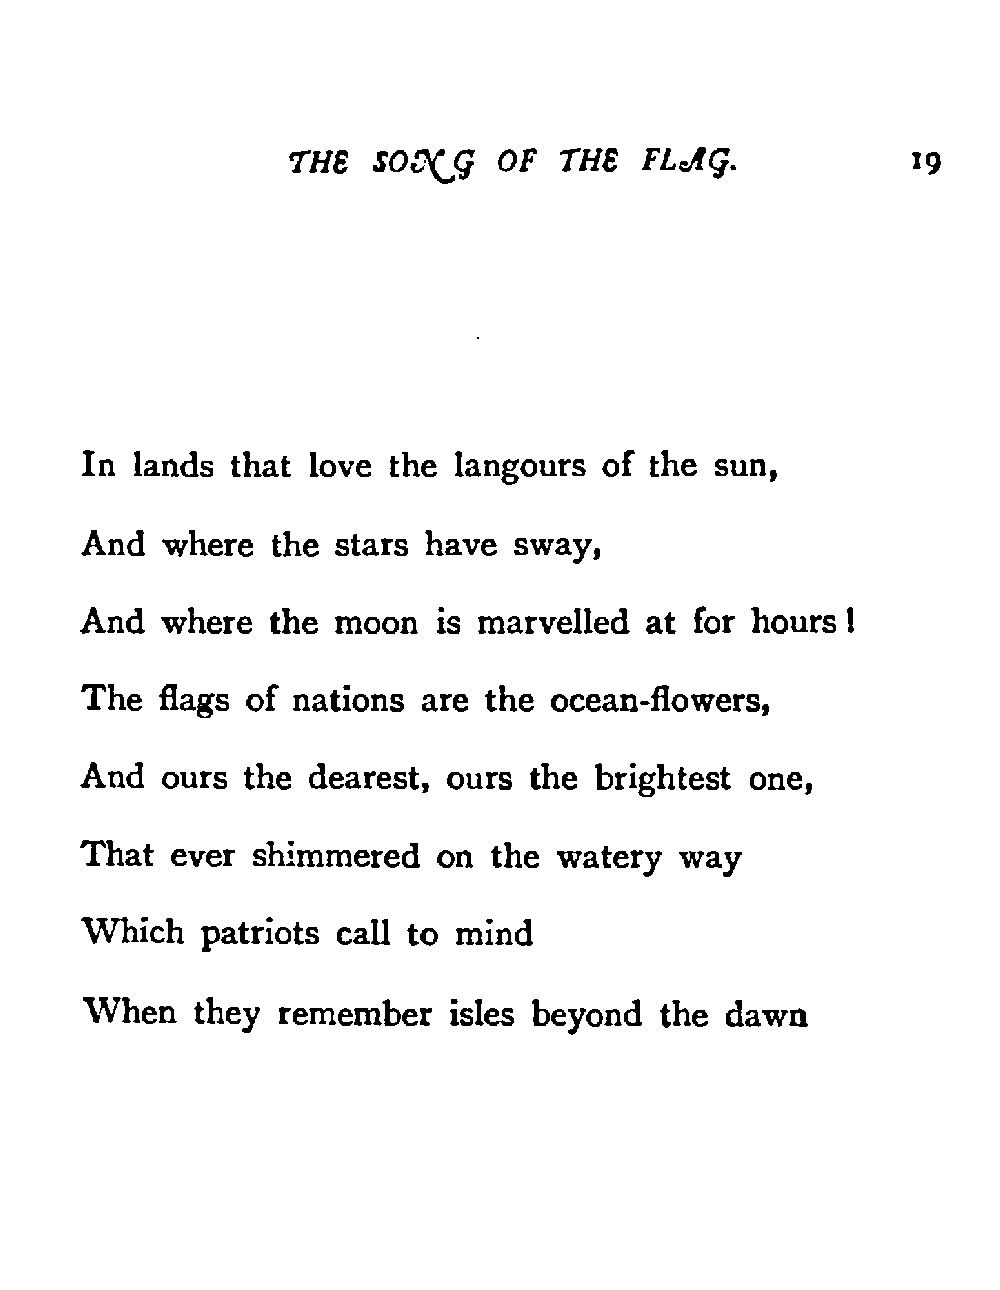 THE SONG OF THE FLAG. 19
In lands that love the langours of the sun,
And where the stars have sway,
And where the moon is marvelled at for hours!
The flags of nations are the ocean-flowers,
And ours the dearest, ours the brightest one,
That ever shimmered on the watery way
Which patriots call to mind
When they remember isles beyond the dawn